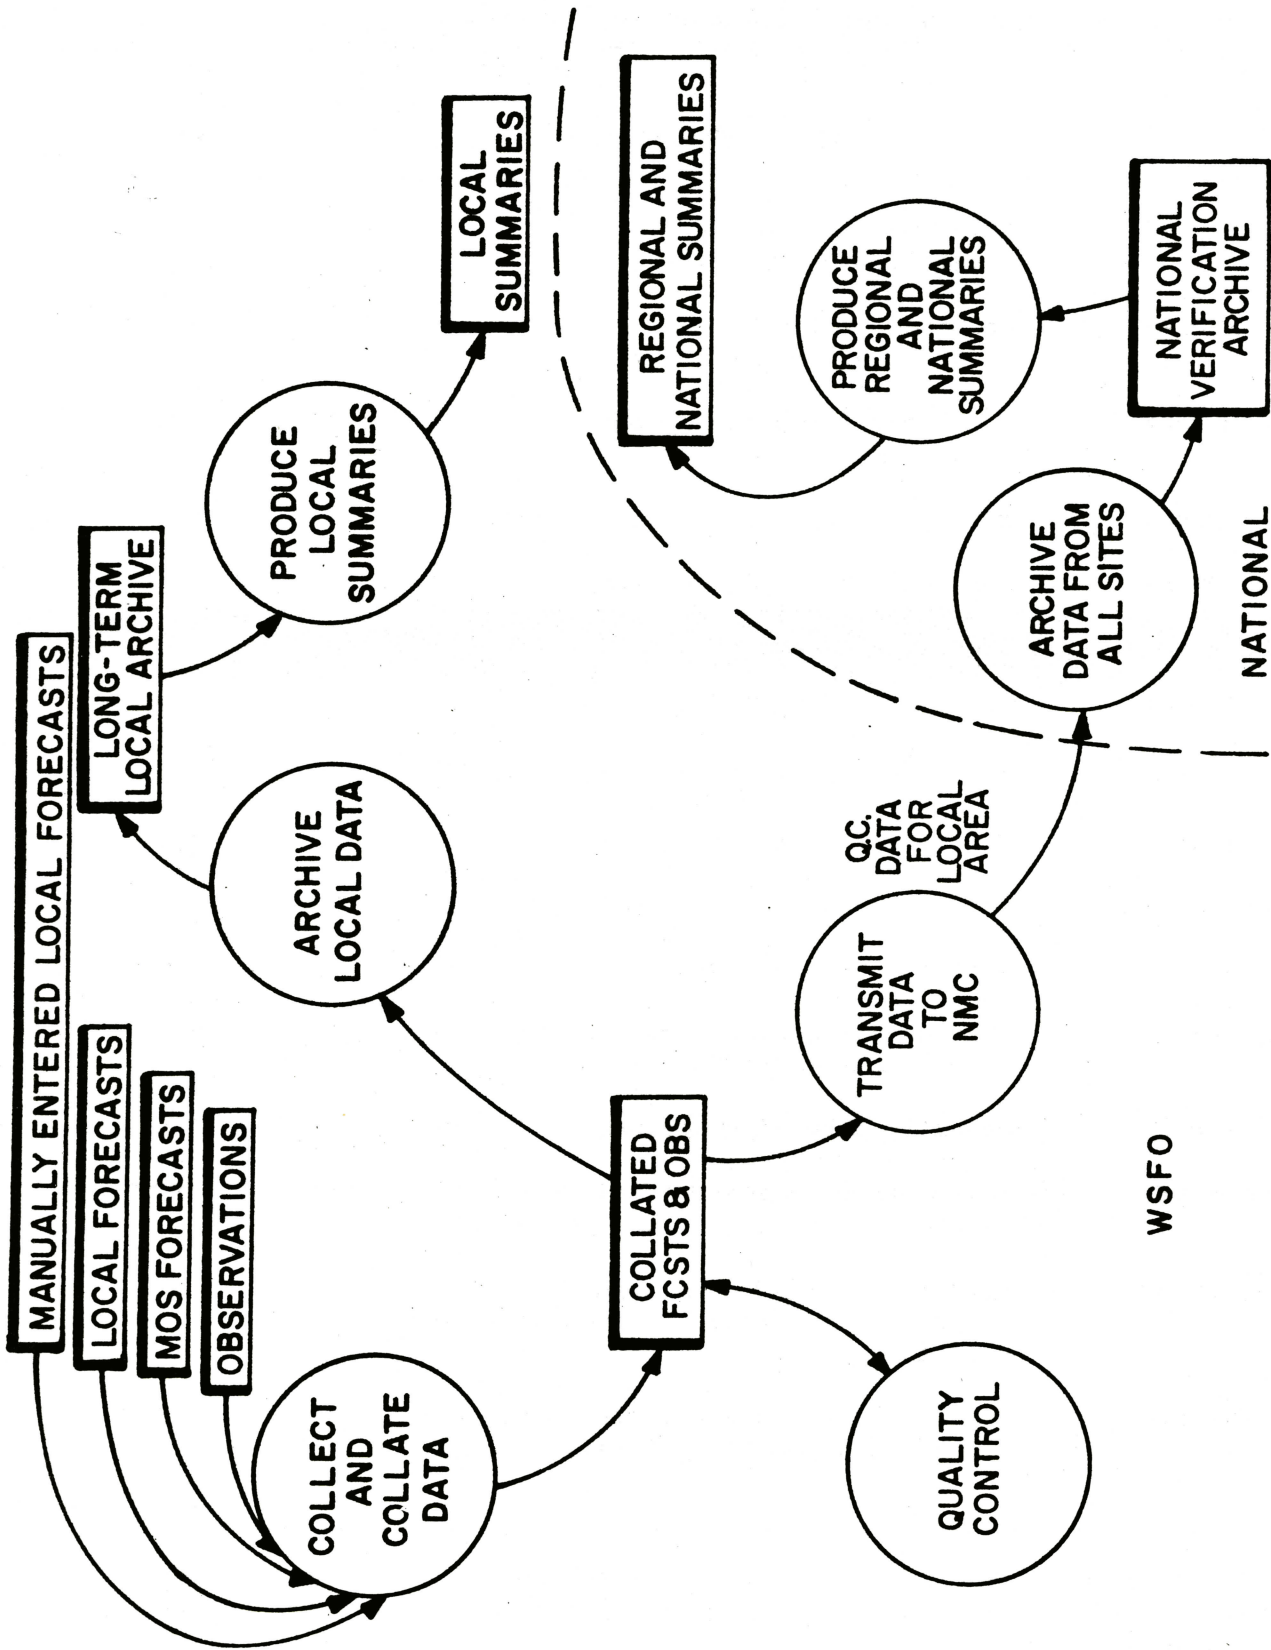 MANUALLY ENTERED LOCAL FORECASTS
LOCAL FORECASTS
MOS FORECASTS
OBSERVATIONS
COLLECT
AND
COLLATE
DATA
LONG-TERM
LOCAL ARCHIVE
ARCHIVE
LOCAL DATA
PRODUCE
LOCAL
SUMMARIES
LOCAL
SUMMARIES
COLLATED
FCSTS & OBS
QUALITY
CONTROL
TRANSMIT
DATA
TO
NMC
Q.C.
DATA
FOR
LOCAL
AREA
WSFO
REGIONAL AND
NATIONAL SUMMARIES
PRODUCE
REGIONAL
AND
NATIONAL
SUMMARIES
ARCHIVE
DATA FROM
ALL SITES
NATIONAL
VERIFICATION
ARCHIVE
NATIONAL